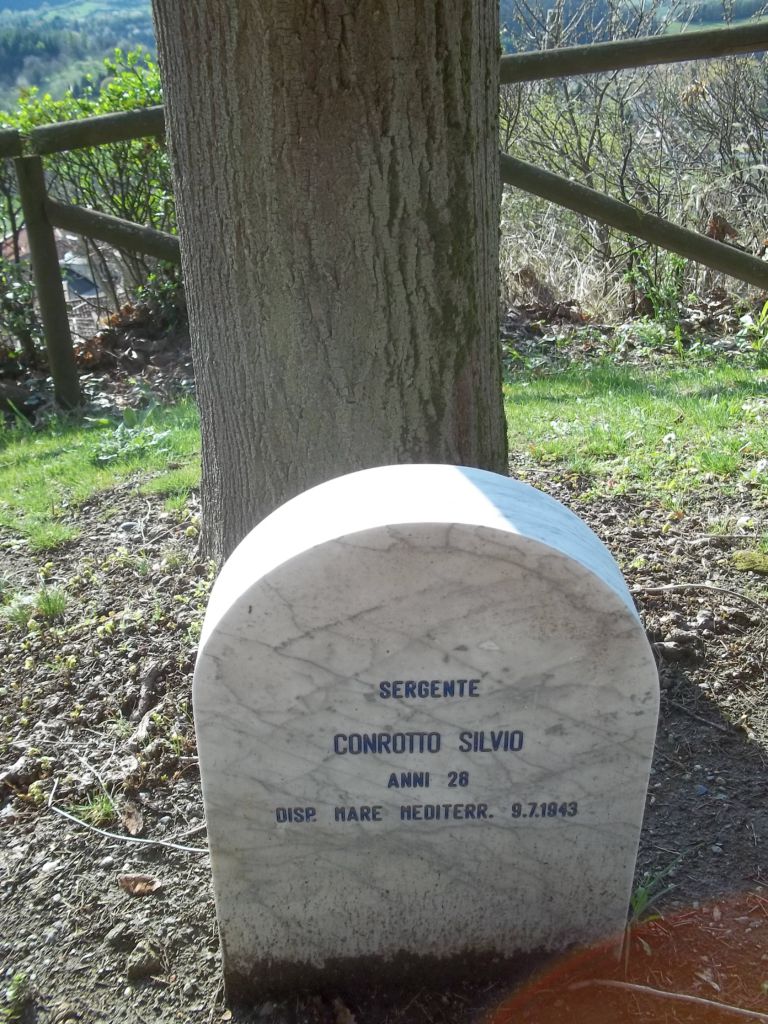 SERGENTE
CONROTTO SILVIO
ANNI 28
DISP. MARE MEDITERR. 9.7.1943